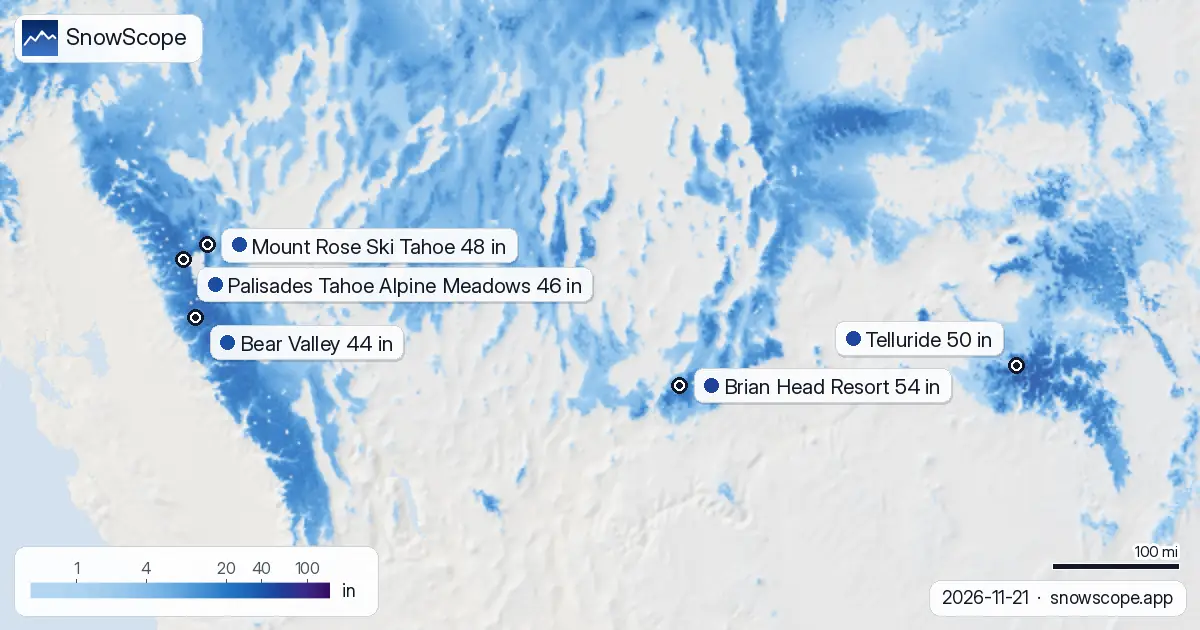 SnowScope
Mount Rose Ski Tahoe 48 in
Palisades Tahoe Alpine Meadows 46 in
Bear Valley 44 in
Telluride 50 in
Brian Head Resort 54 in
100 mi
1 4 20 40 100
in
2026-11-21 · snowscope.app